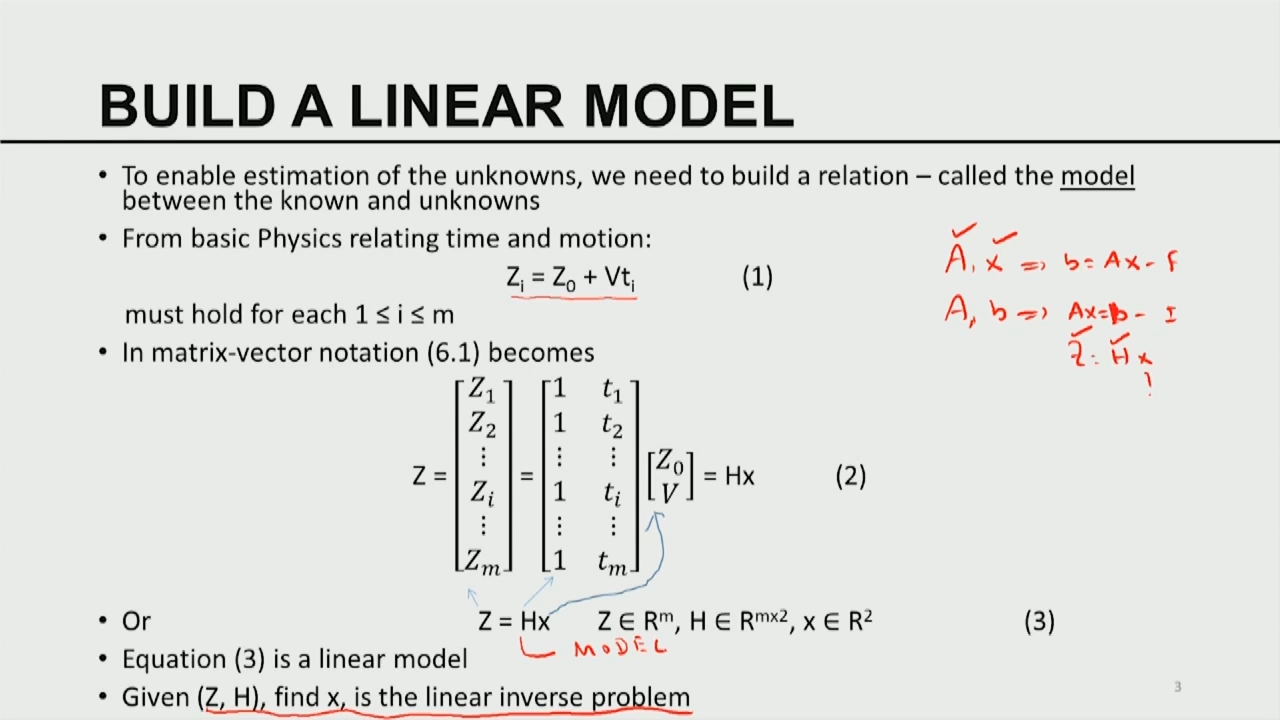 BUILD A LINEAR MODEL
• To enable estimation of the unknowns, we need to build a relation – called the model
between the known and unknowns
• From basic Physics relating time and motion:
Zᵢ = Z₀ + Vtᵢ (1)
must hold for each 1 ≤ i ≤ m
• In matrix-vector notation (6.1) becomes
Z = [Z₁ Z₂ ⋮ Zᵢ ⋮ Zₘ] = [1 t₁ 1 t₂ ⋮ ⋮ 1 tᵢ ⋮ ⋮ 1 tₘ] [Z₀ V] = Hx (2)
• Or Z = Hx Z ∈ Rᵐ, H ∈ Rᵐˣ², x ∈ R² (3)
MODEL
• Equation (3) is a linear model
• Given (Z, H), find x, is the linear inverse problem
A, x ⇒ b = Ax - F
A, b ⇒ Ax = b - I
Z = Hx
?
3